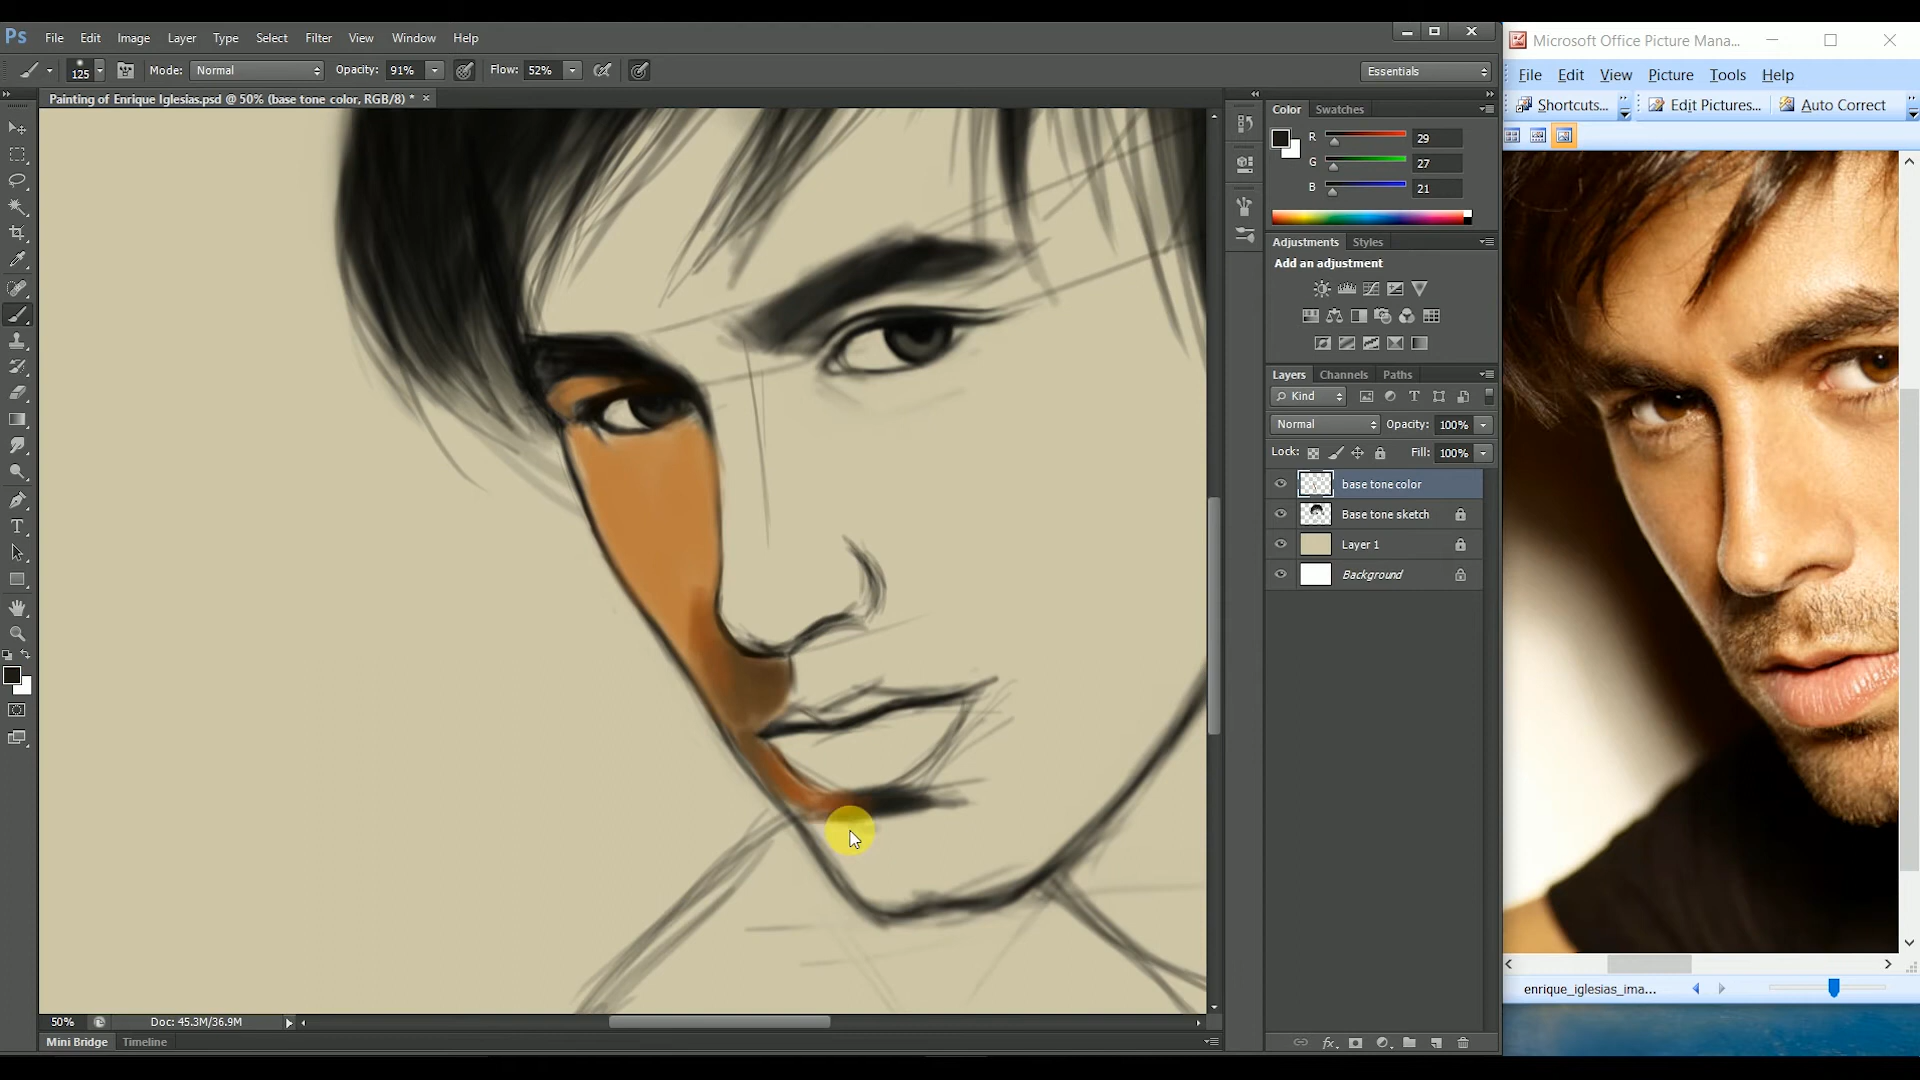 Ps File Edit Image Layer Type Select Filter View Window Help
125 Mode: Normal Opacity: 91% Flow: 52% Essentials
Painting of Enrique Iglesias.psd @ 50% (base tone color, RGB/8) * ×
Color Swatches
R 29
G 27
B 21
Adjustments Styles
Add an adjustment
Layers Channels Paths
Kind
Normal Opacity: 100%
Lock: Fill: 100%
base tone color
Base tone sketch
Layer 1
Background
fx
50% Doc: 45.3M/36.9M
Mini Bridge Timeline
Microsoft Office Picture Mana...
File Edit View Picture Tools Help
Shortcuts... Edit Pictures... Auto Correct
enrique_iglesias_ima...